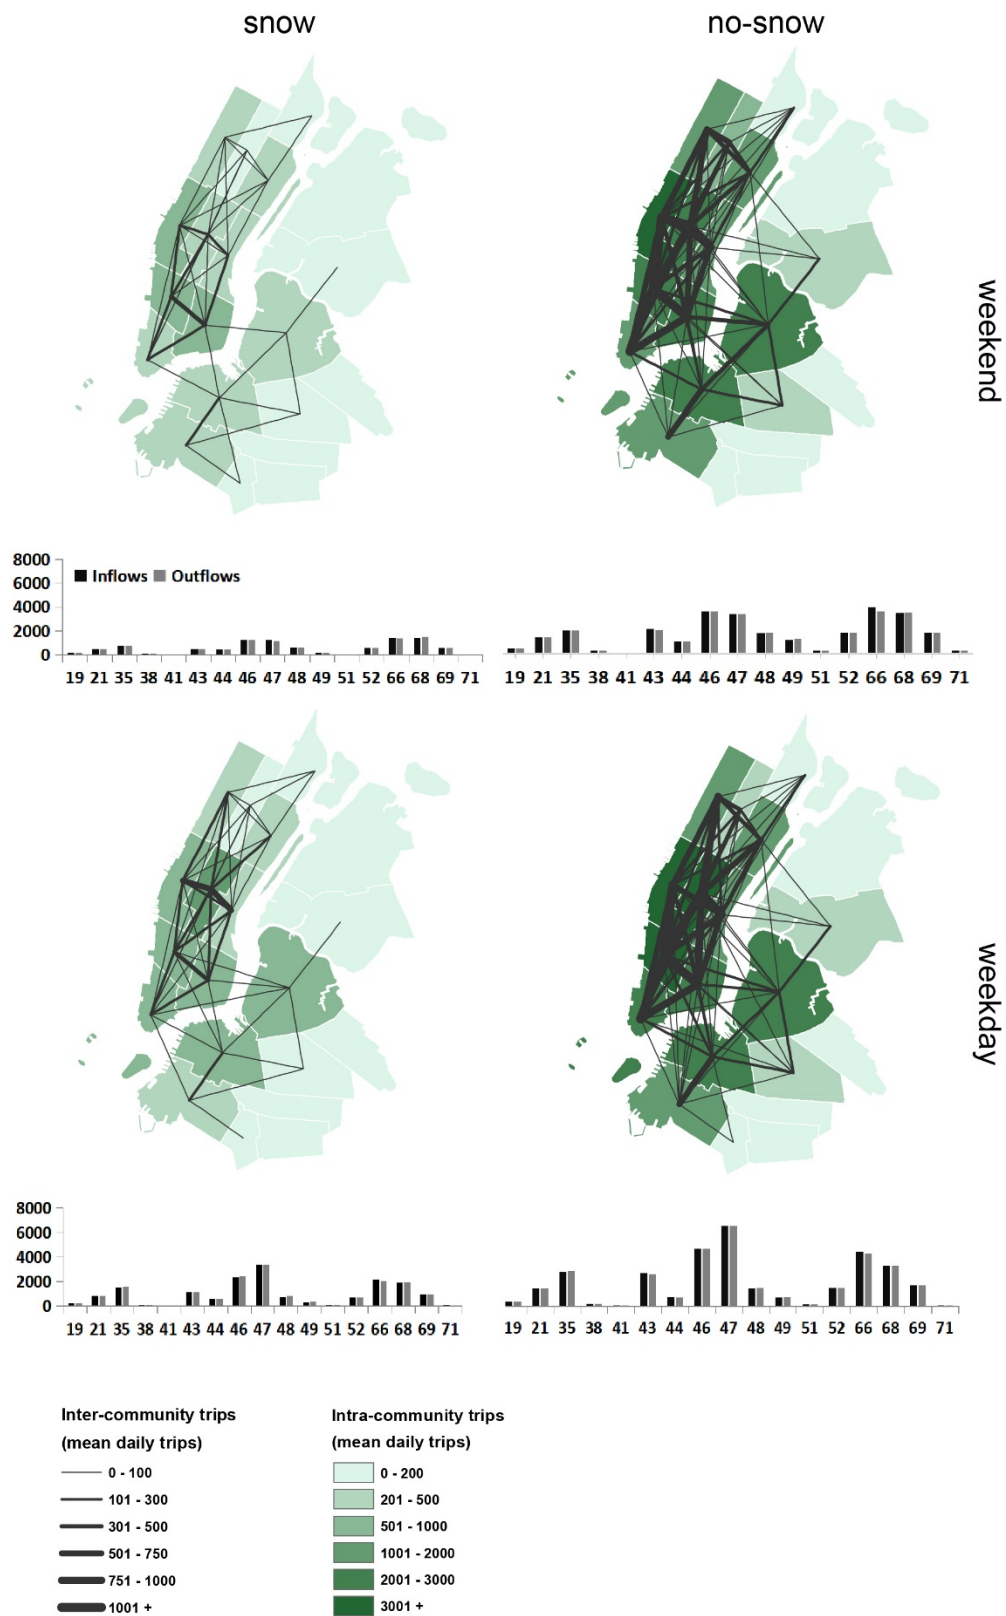 snow
no-snow
weekend
8000
6000
4000
2000
0
Inflows Outflows
19 21 35 38 41 43 44 46 47 48 49 51 52 66 68 69 71
19 21 35 38 41 43 44 46 47 48 49 51 52 66 68 69 71
weekday
8000
6000
4000
2000
0
19 21 35 38 41 43 44 46 47 48 49 51 52 66 68 69 71
19 21 35 38 41 43 44 46 47 48 49 51 52 66 68 69 71
Inter-community trips
(mean daily trips)
0 - 100
101 - 300
301 - 500
501 - 750
751 - 1000
1001 +
Intra-community trips
(mean daily trips)
0 - 200
201 - 500
501 - 1000
1001 - 2000
2001 - 3000
3001 +